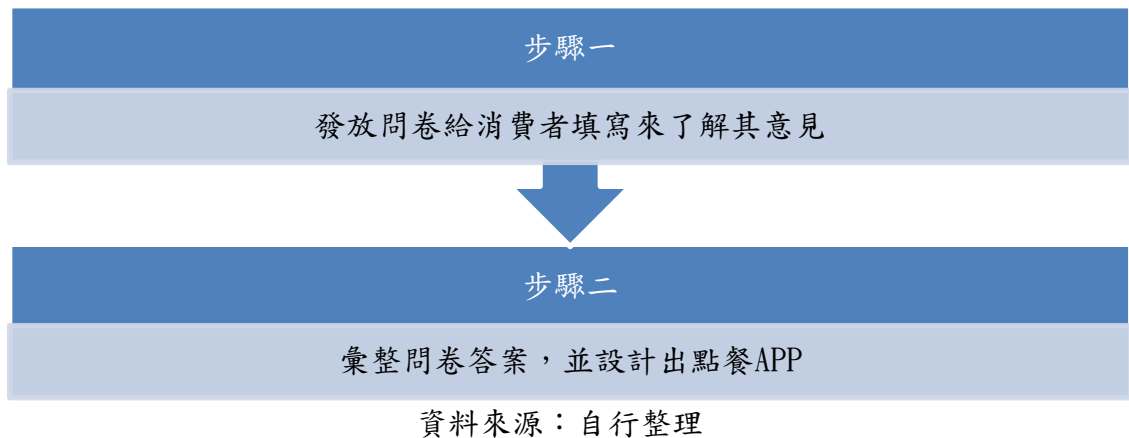 步驟一
發放問卷給消費者填寫來了解其意見
步驟二
彙整問卷答案，並設計出點餐APP
資料來源：自行整理